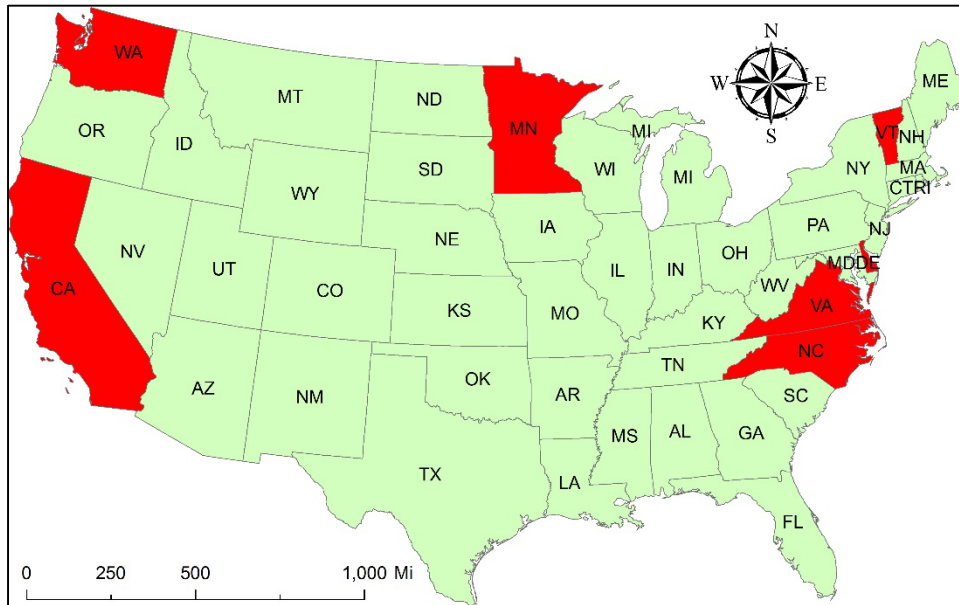 N
W E
S
WA
MT
ND
MN
ME
OR
ID
SD
WI
MI
VT
NH
NY
MA
CTRI
WY
MI
IA
NE
PA
NJ
NV
UT
CO
IL
IN
OH
MDDE
WV
VA
CA
KS
MO
KY
NC
TN
AZ
NM
OK
AR
SC
MS
AL
GA
TX
LA
FL
0 250 500 1,000 Mi